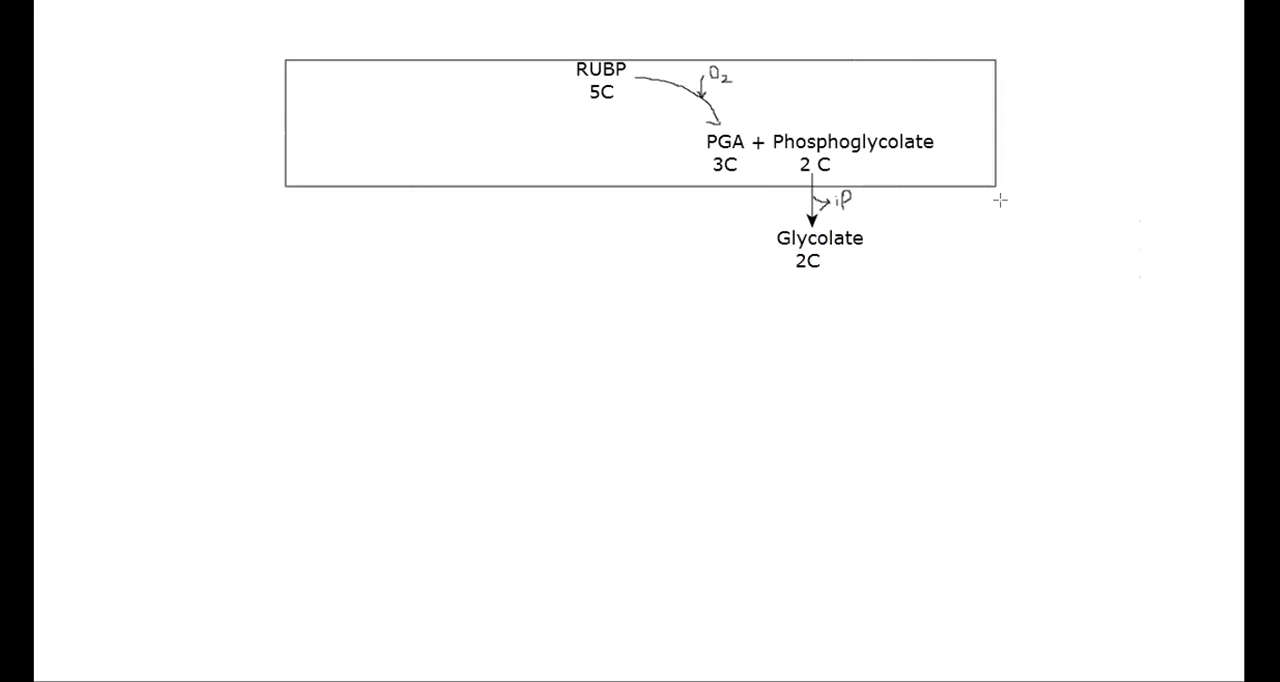 RUBP
5C
O2
PGA + Phosphoglycolate
3C 2 C
iP
Glycolate
2C